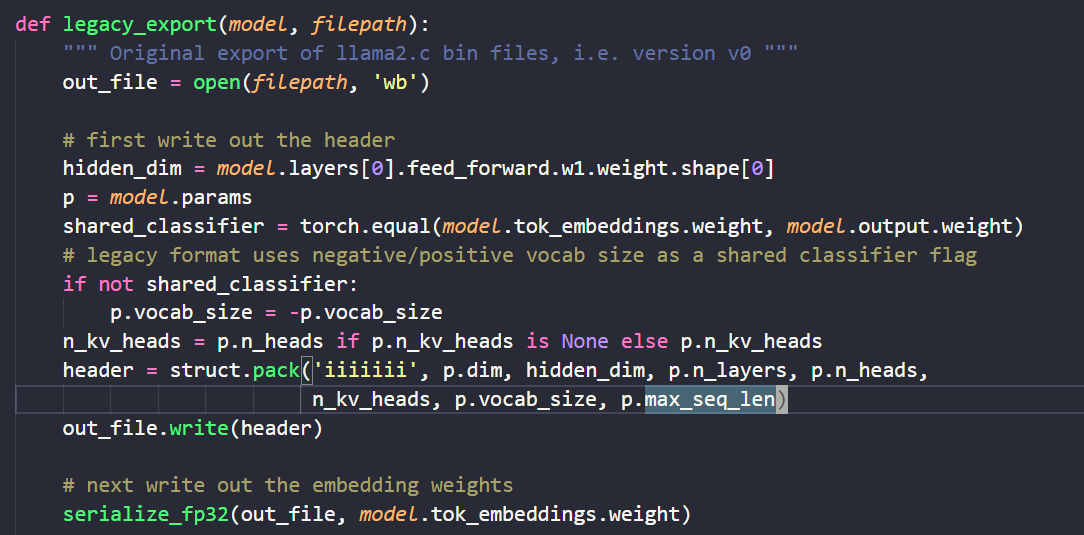 def legacy_export(model, filepath):
    """ Original export of llama2.c bin files, i.e. version v0 """
    out_file = open(filepath, 'wb')

    # first write out the header
    hidden_dim = model.layers[0].feed_forward.w1.weight.shape[0]
    p = model.params
    shared_classifier = torch.equal(model.tok_embeddings.weight, model.output.weight)
    # legacy format uses negative/positive vocab size as a shared classifier flag
    if not shared_classifier:
        p.vocab_size = -p.vocab_size
    n_kv_heads = p.n_heads if p.n_kv_heads is None else p.n_kv_heads
    header = struct.pack('iiiiiii', p.dim, hidden_dim, p.n_layers, p.n_heads,
                         n_kv_heads, p.vocab_size, p.max_seq_len)
    out_file.write(header)

    # next write out the embedding weights
    serialize_fp32(out_file, model.tok_embeddings.weight)